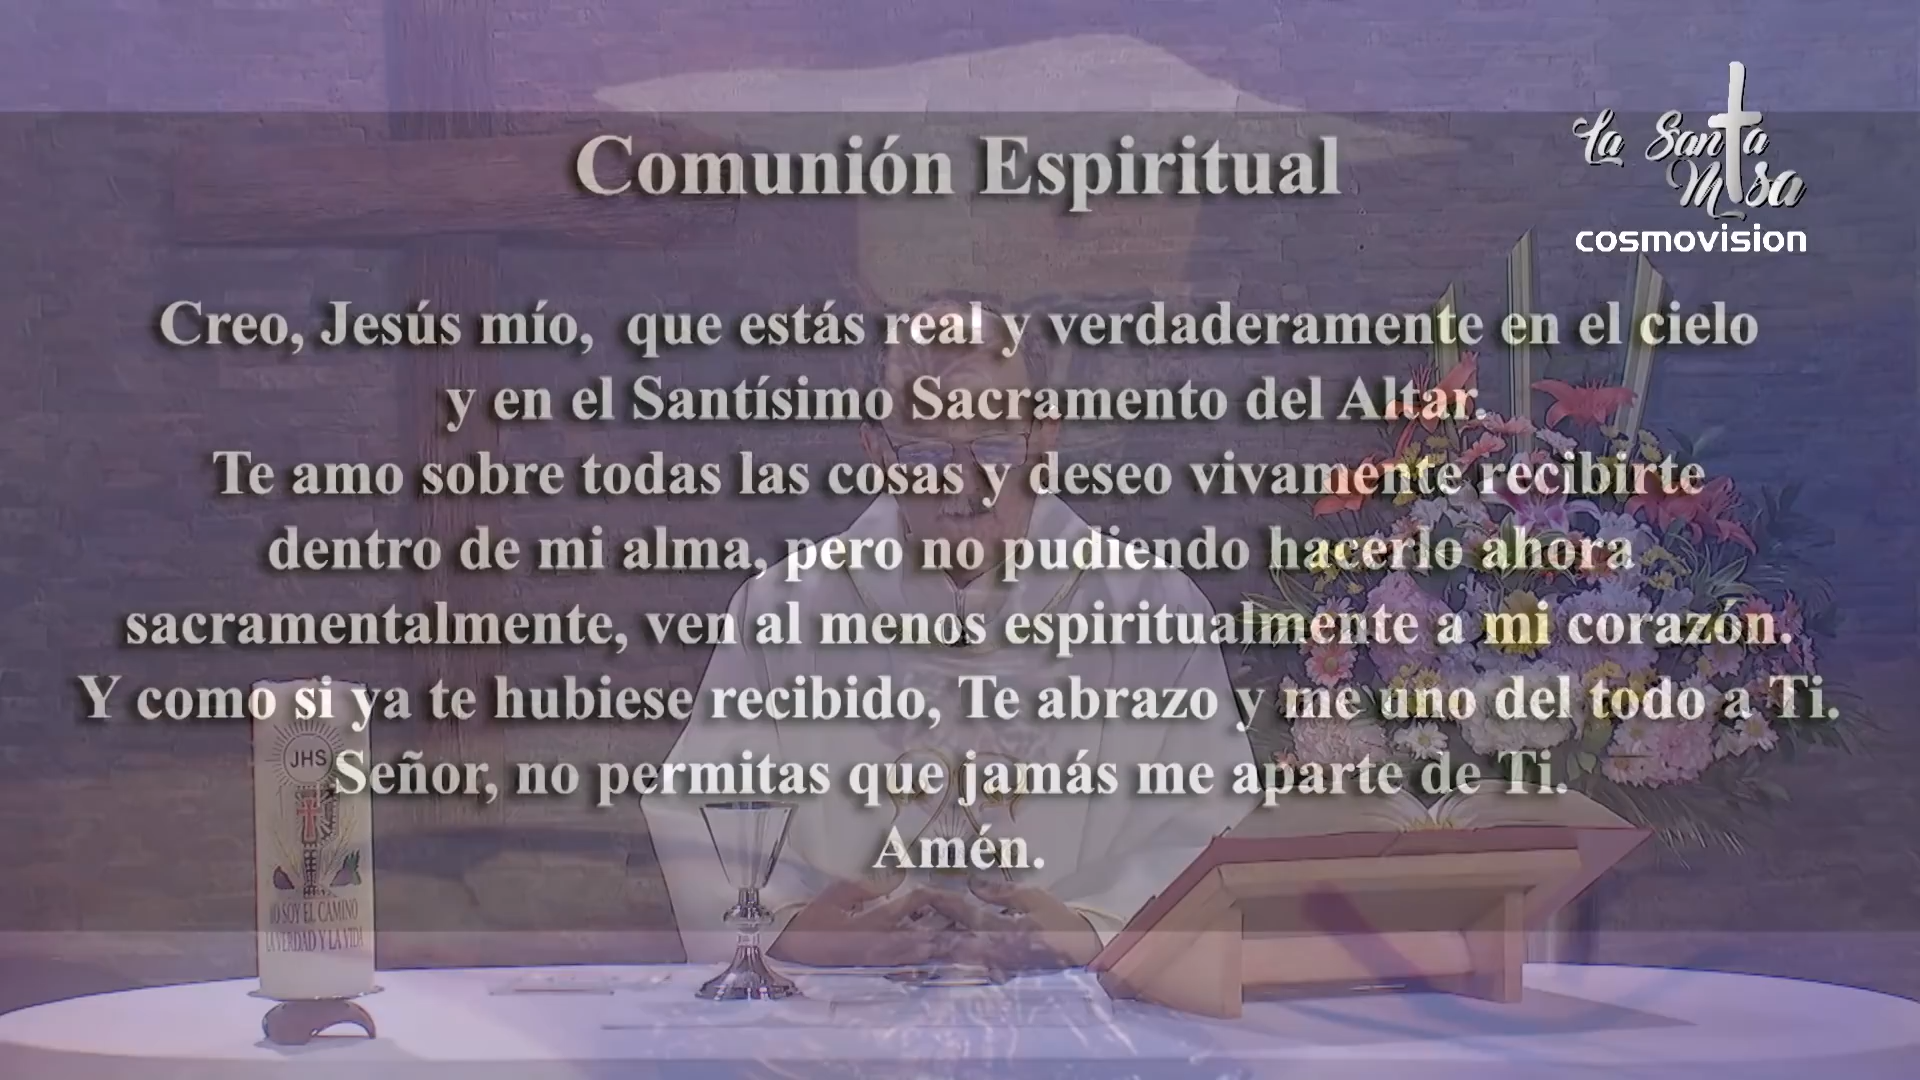 Comunión Espiritual
La Santa
Misa
cosmovision
Creo, Jesús mío, que estás real y verdaderamente en el cielo
y en el Santísimo Sacramento del Altar.
Te amo sobre todas las cosas y deseo vivamente recibirte
dentro de mi alma, pero no pudiendo hacerlo ahora
sacramentalmente, ven al menos espiritualmente a mi corazón.
Y como si ya te hubiese recibido, Te abrazo y me uno del todo a Ti.
Señor, no permitas que jamás me aparte de Ti.
Amén.
JHS
YO SOY EL CAMINO
LA VERDAD Y LA VIDA